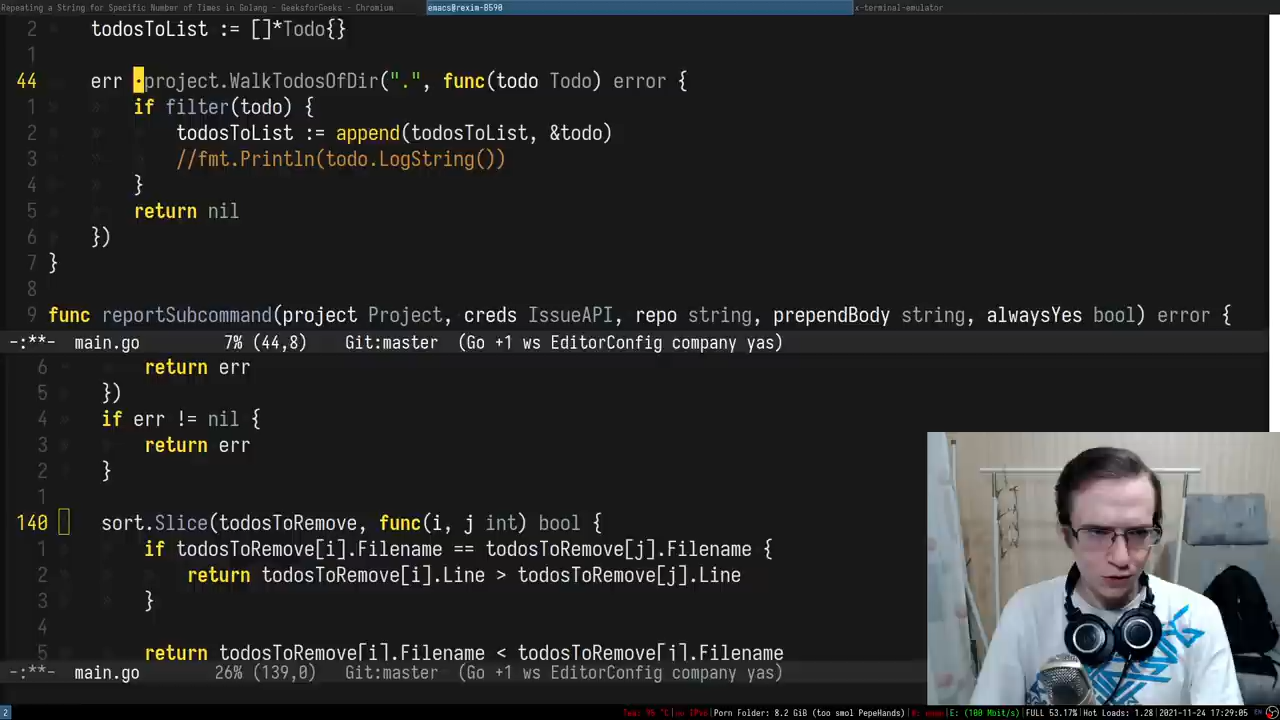 Repeating a String for Specific Number of Times in Golang - GeeksforGeeks - Chromium
emacs@rexim-B590
x-terminal-emulator
2 todosToList := []*Todo{}
1
44 err project.WalkTodosOfDir(".", func(todo Todo) error {
1 if filter(todo) {
2 todosToList := append(todosToList, &todo)
3 //fmt.Println(todo.LogString())
4 }
5 return nil
6 })
7 }
8
9 func reportSubcommand(project Project, creds IssueAPI, repo string, prependBody string, alwaysYes bool) error {
-:**- main.go 7% (44,8) Git:master (Go +1 ws EditorConfig company yas)
6 return err
5 })
4 if err != nil {
3 return err
2 }
1
140 sort.Slice(todosToRemove, func(i, j int) bool {
1 if todosToRemove[i].Filename == todosToRemove[j].Filename {
2 return todosToRemove[i].Line > todosToRemove[j].Line
3 }
4
5 return todosToRemove[i].Filename < todosToRemove[j].Filename
-:**- main.go 26% (139,0) Git:master (Go +1 ws EditorConfig company yas)
2 Porn Folder: 8.2 GiB (too smol PepeHands) E: (100 Mbit/s) FULL 53.17% Hot Loads: 1.28 2021-11-24 17:29:05